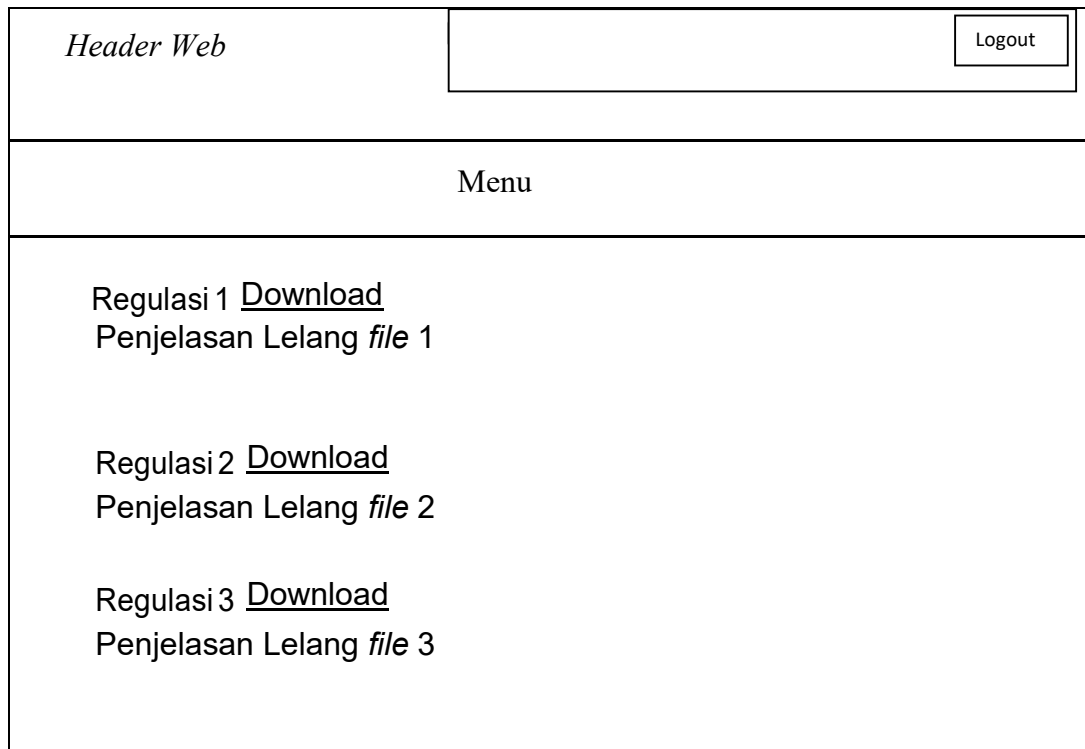 Header Web
Logout
Menu
Regulasi 1 Download
Penjelasan Lelang file 1
Regulasi 2 Download
Penjelasan Lelang file 2
Regulasi 3 Download
Penjelasan Lelang file 3